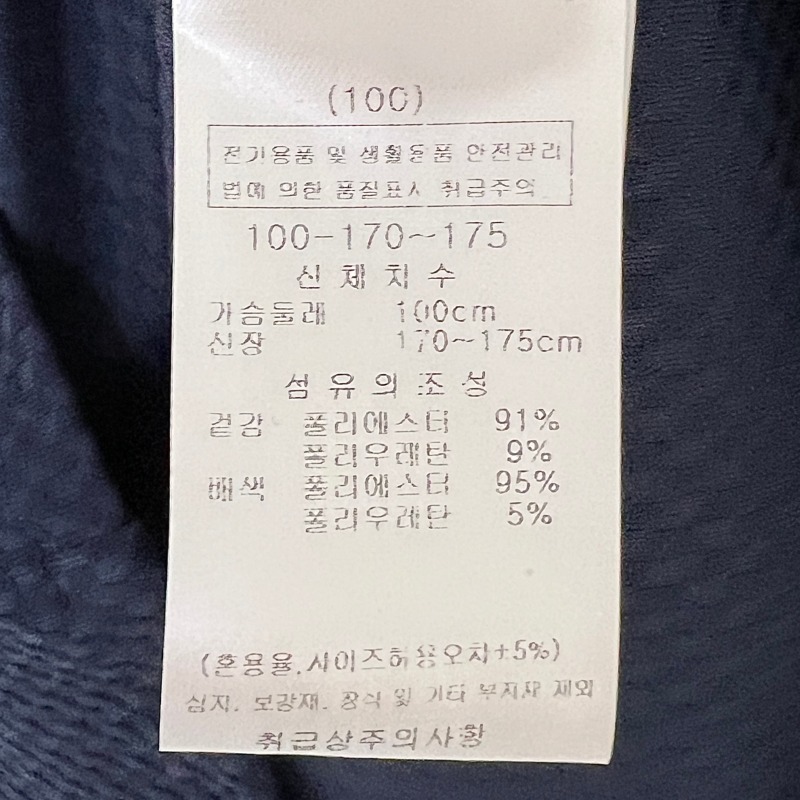 (100)
전기용품 및 생활용품 안전관리
법에 의한 품질표시 취급주의
100-170~175
신체치수
가슴둘레 100cm
신장 170~175cm
섬유의조성
겉감 폴리에스터 91%
폴리우레탄 9%
배색 폴리에스터 95%
폴리우레탄 5%
(혼용율.사이즈허용오차±5%)
심지. 보강재. 장식 및 기타 부자재 제외
취급상주의사항